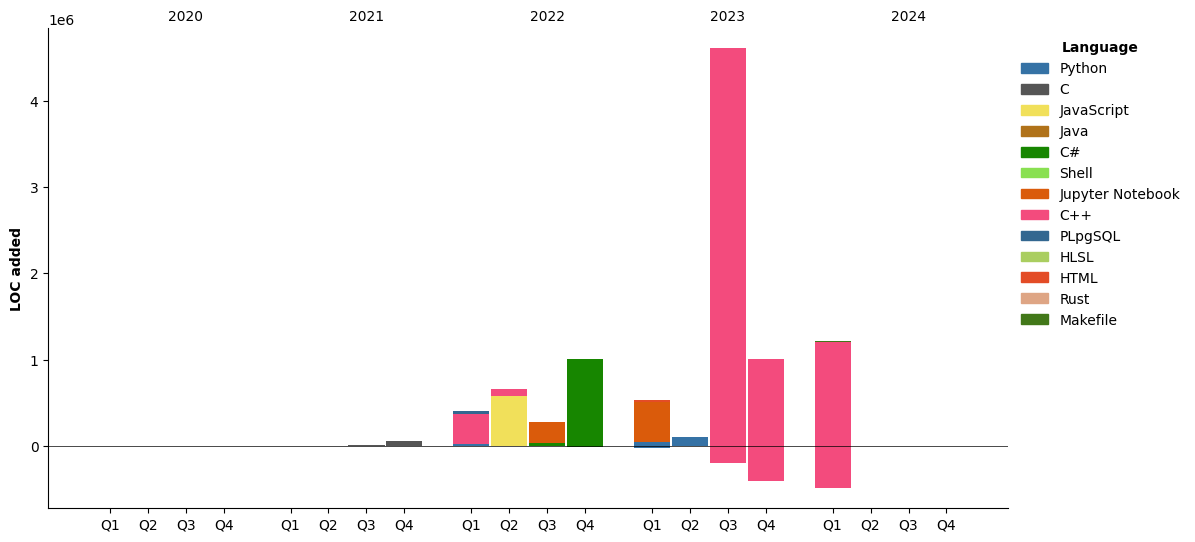 2020 2021 2022 2023 2024
1e6
LOC added
4
3
2
1
0
Q1 Q2 Q3 Q4 Q1 Q2 Q3 Q4 Q1 Q2 Q3 Q4 Q1 Q2 Q3 Q4 Q1 Q2 Q3 Q4
Language
Python
C
JavaScript
Java
C#
Shell
Jupyter Notebook
C++
PLpgSQL
HLSL
HTML
Rust
Makefile